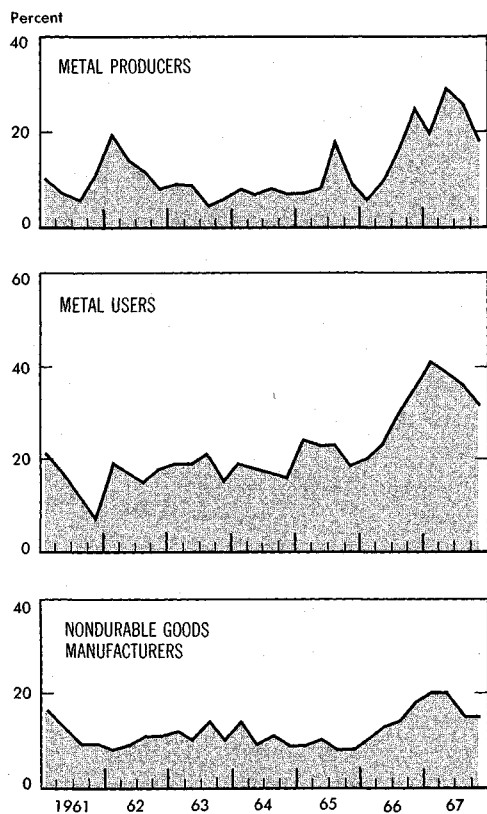 Percent
40
METAL PRODUCERS
20
0
60
METAL USERS
40
20
0
40
NONDURABLE GOODS
MANUFACTURERS
20
0
1961 62 63 64 65 66 67